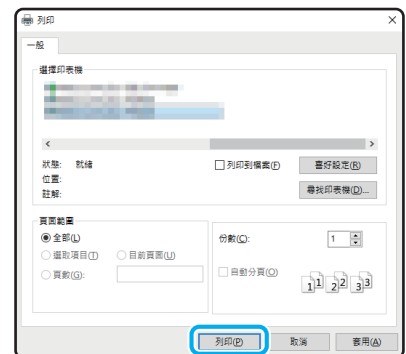 列印
一般
選擇印表機
狀態: 就緒
列印到檔案(F)
喜好設定(R)
位置:
註解:
尋找印表機(D)...
頁面範圍
全部(L)
選取項目(T) 目前頁面(U)
頁數(G):
份數(C): 1
自動分頁(O)
1 1 2 2 3 3
列印(P) 取消 套用(A)